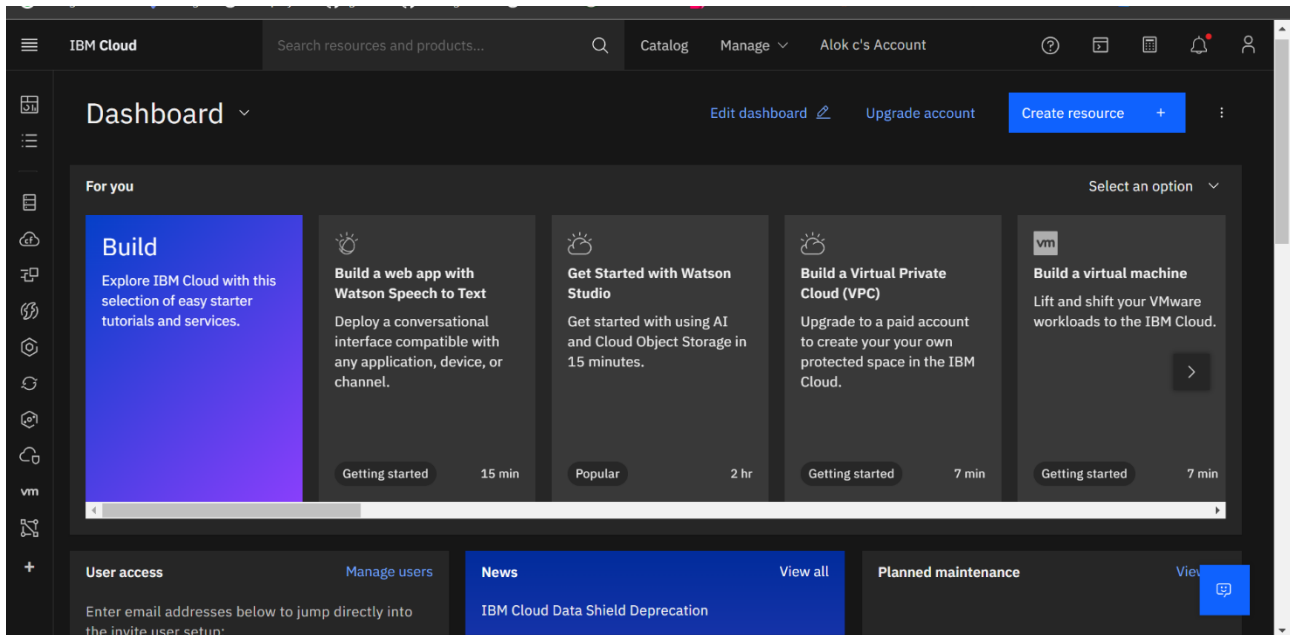 IBM Cloud
Search resources and products...
Catalog
Manage
Alok c's Account
Dashboard
Edit dashboard
Upgrade account
Create resource +
For you
Select an option
Build
Explore IBM Cloud with this
selection of easy starter
tutorials and services.
Build a web app with
Watson Speech to Text
Deploy a conversational
interface compatible with
any application, device, or
channel.
Getting started
15 min
Get Started with Watson
Studio
Get started with using AI
and Cloud Object Storage in
15 minutes.
Popular
2 hr
Build a Virtual Private
Cloud (VPC)
Upgrade to a paid account
to create your your own
protected space in the IBM
Cloud.
Getting started
7 min
vm
Build a virtual machine
Lift and shift your VMware
workloads to the IBM Cloud.
Getting started
7 min
cf
vm
User access
Manage users
Enter email addresses below to jump directly into
the invite user setup:
News
View all
IBM Cloud Data Shield Deprecation
Planned maintenance